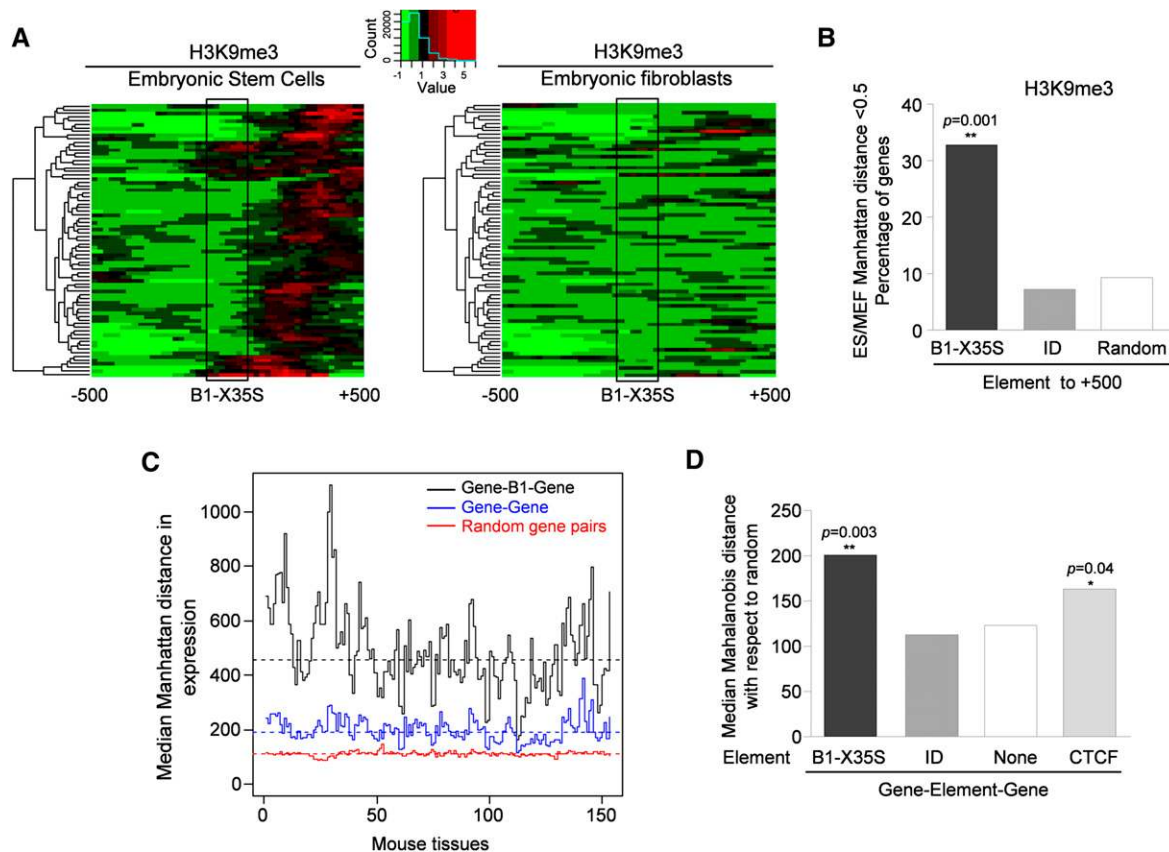 A
H3K9me3
Embryonic Stem Cells
Count
0
20000
-1
1
3
5
Value
H3K9me3
Embryonic fibroblasts
-500
B1-X35S
+500
-500
B1-X35S
+500
B
H3K9me3
ES/MEF Manhattan distance <0.5
Percentage of genes
40
30
20
10
0
p=0.001
**
B1-X35S
ID
Random
Element to +500
C
Median Manhattan distance in
expression
1000
800
600
400
200
0
Gene-B1-Gene
Gene-Gene
Random gene pairs
0
50
100
150
Mouse tissues
D
Median Mahalanobis distance
with respect to random
250
200
150
100
50
0
p=0.003
**
p=0.04
*
Element
B1-X35S
ID
None
CTCF
Gene-Element-Gene